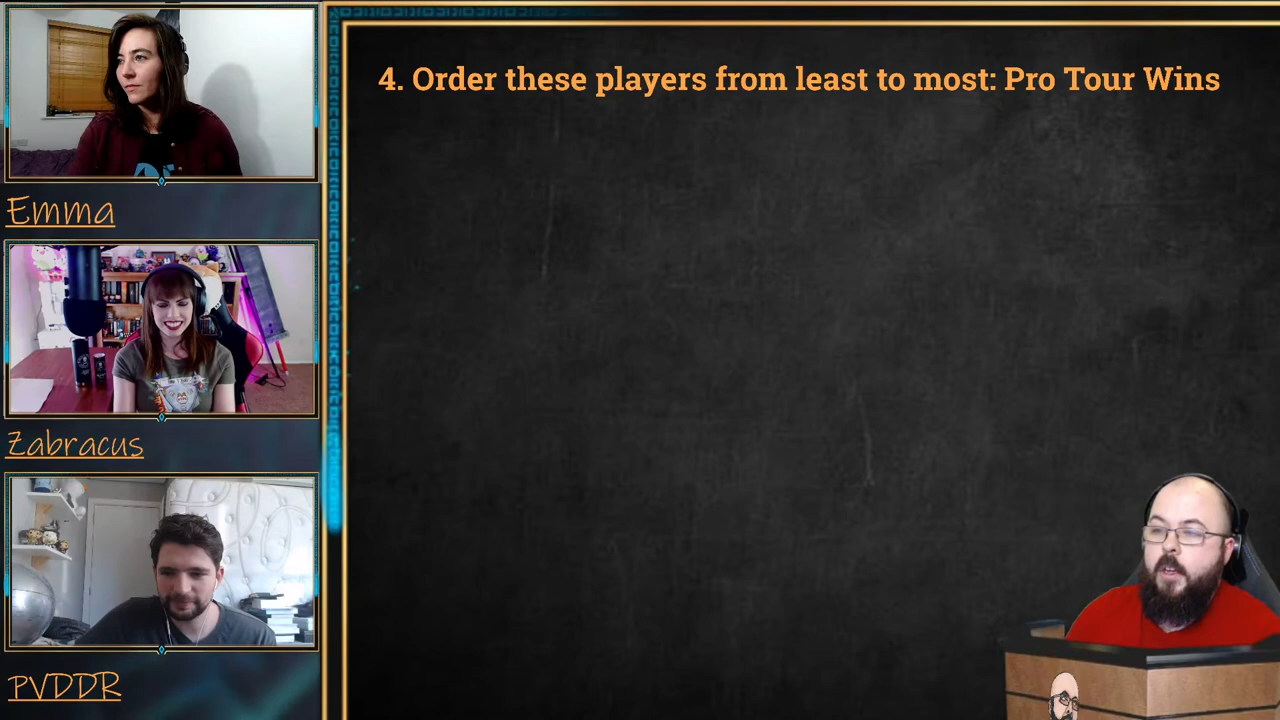 4. Order these players from least to most: Pro Tour Wins
Emma
Zabracus
PVDDR